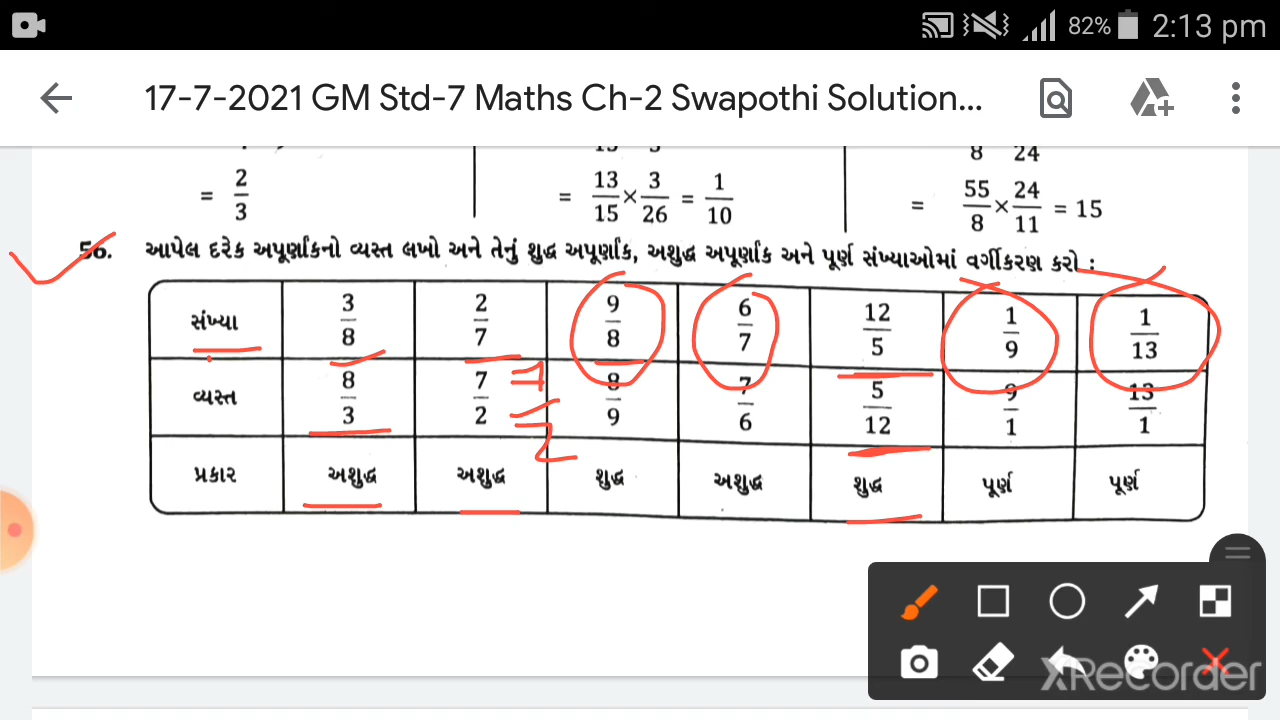 82% 2:13 pm
17-7-2021 GM Std-7 Maths Ch-2 Swapothi Solution...
= 2/3
= 13/15 × 3/26 = 1/10
8 24
= 55/8 × 24/11 = 15
56. આપેલ દરેક અપૂર્ણાંકનો વ્યસ્ત લખો અને તેનું શુદ્ધ અપૂર્ણાંક, અશુદ્ધ અપૂર્ણાંક અને પૂર્ણ સંખ્યાઓમાં વર્ગીકરણ કરો :
સંખ્યા 3/8 2/7 9/8 6/7 12/5 1/9 1/13
વ્યસ્ત 8/3 7/2 8/9 7/6 5/12 9/1 13/1
પ્રકાર અશુદ્ધ અશુદ્ધ શુદ્ધ અશુદ્ધ શુદ્ધ પૂર્ણ પૂર્ણ
XRecorder